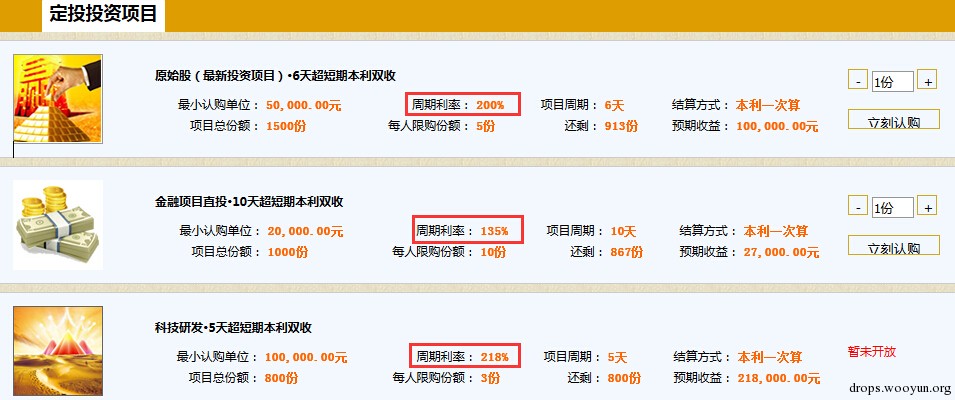 定投投资项目
原始股（最新投资项目）•6天超短期本利双收
最小认购单位： 50,000.00元 周期利率： 200% 项目周期： 6天 结算方式： 本利一次算
项目总份额： 1500份 每人限购份额： 5份 还剩： 913份 预期收益： 100,000.00元
- 1份 +
立刻认购
金融项目直投•10天超短期本利双收
最小认购单位： 20,000.00元 周期利率： 135% 项目周期： 10天 结算方式： 本利一次算
项目总份额： 1000份 每人限购份额： 10份 还剩： 867份 预期收益： 27,000.00元
- 1份 +
立刻认购
科技研发•5天超短期本利双收
最小认购单位： 100,000.00元 周期利率： 218% 项目周期： 5天 结算方式： 本利一次算
项目总份额： 800份 每人限购份额： 3份 还剩： 800份 预期收益： 218,000.00元
暂未开放
drops.wooyun.org